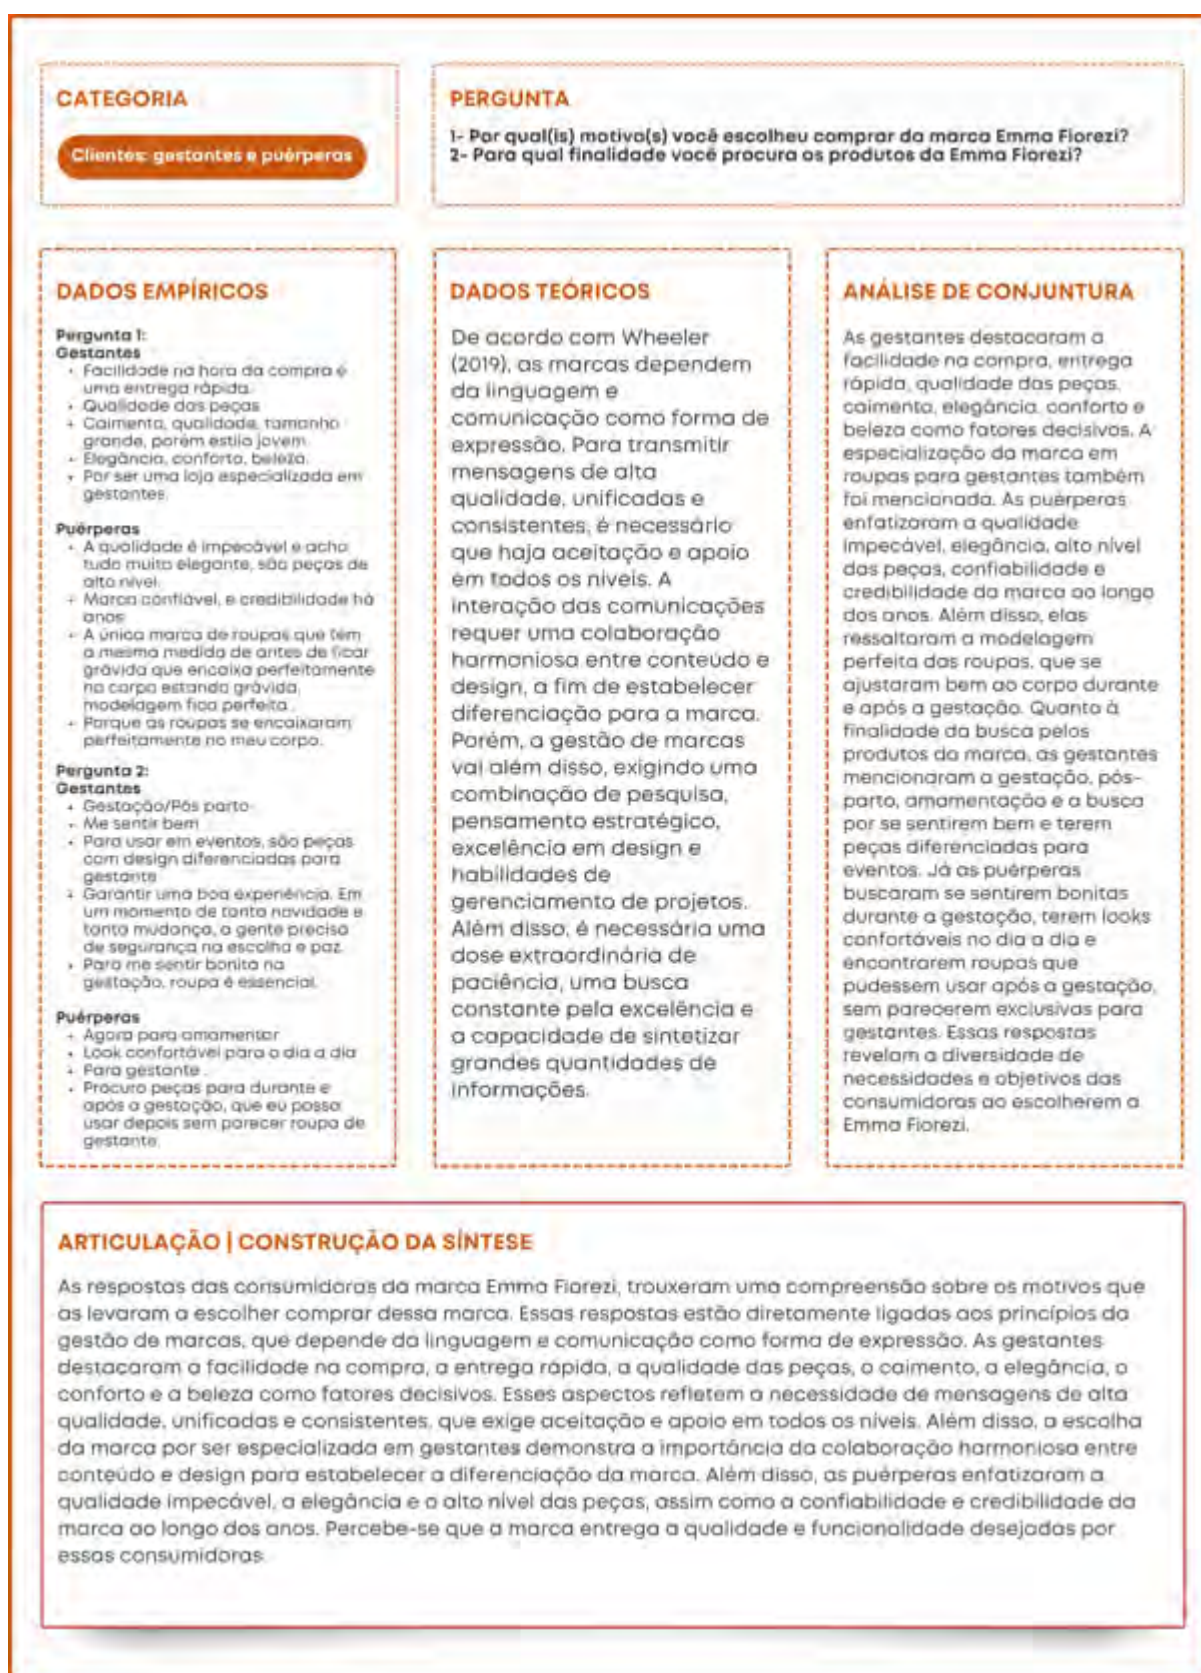 CATEGORIA
Clientes: gestantes e puérperas
PERGUNTA
1- Por qual(is) motivo(s) você escolheu comprar da marca Emma Fiorezi?
2- Para qual finalidade você procura os produtos da Emma Fiorezi?
DADOS EMPÍRICOS
Pergunta 1:
Gestantes
• Facilidade na hora da compra é
uma entrega rápida.
• Qualidade das peças
• Caimento, qualidade, tamanho
grande, porém estilo jovem.
• Elegância, conforto, beleza.
• Por ser uma loja especializada em
gestantes.
Puérperas
• A qualidade é impecável e acho
tudo muito elegante, são peças de
alto nível.
• Marca confiável, e credibilidade há
anos
• A única marca de roupas que tem
a mesma medida de antes de ficar
grávida que encaixa perfeitamente
no corpo estando grávida,
modelagem fica perfeita .
• Porque as roupas se encaixaram
perfeitamente no meu corpo.
Pergunta 2:
Gestantes
• Gestação/Pós parto
• Me sentir bem
• Para usar em eventos, são peças
com design diferenciadas para
gestante
• Garantir uma boa experiência. Em
um momento de tanta novidade e
tanta mudança, a gente precisa
de segurança na escolha e paz.
• Para me sentir bonita na
gestação, roupa é essencial.
Puérperas
• Agora para amamentar
• Look confortável para o dia a dia
• Para gestante .
• Procuro peças para durante e
após a gestação, que eu possa
usar depois sem parecer roupa de
gestante.
DADOS TEÓRICOS
De acordo com Wheeler
(2019), as marcas dependem
da linguagem e
comunicação como forma de
expressão. Para transmitir
mensagens de alta
qualidade, unificadas e
consistentes, é necessário
que haja aceitação e apoio
em todos os níveis. A
interação das comunicações
requer uma colaboração
harmoniosa entre conteúdo e
design, a fim de estabelecer
diferenciação para a marca.
Porém, a gestão de marcas
vai além disso, exigindo uma
combinação de pesquisa,
pensamento estratégico,
excelência em design e
habilidades de
gerenciamento de projetos.
Além disso, é necessária uma
dose extraordinária de
paciência, uma busca
constante pela excelência e
a capacidade de sintetizar
grandes quantidades de
informações.
ANÁLISE DE CONJUNTURA
As gestantes destacaram a
facilidade na compra, entrega
rápida, qualidade das peças,
caimento, elegância, conforto e
beleza como fatores decisivos. A
especialização da marca em
roupas para gestantes também
foi mencionada. As puérperas
enfatizaram a qualidade
impecável, elegância, alto nível
das peças, confiabilidade e
credibilidade da marca ao longo
dos anos. Além disso, elas
ressaltaram a modelagem
perfeita das roupas, que se
ajustaram bem ao corpo durante
e após a gestação. Quanto à
finalidade da busca pelos
produtos da marca, as gestantes
mencionaram a gestação, pós-
parto, amamentação e a busca
por se sentirem bem e terem
peças diferenciadas para
eventos. Já as puérperas
buscaram se sentirem bonitas
durante a gestação, terem looks
confortáveis no dia a dia e
encontrarem roupas que
pudessem usar após a gestação,
sem parecerem exclusivas para
gestantes. Essas respostas
revelam a diversidade de
necessidades e objetivos das
consumidoras ao escolherem a
Emma Fiorezi.
ARTICULAÇÃO | CONSTRUÇÃO DA SÍNTESE
As respostas das consumidoras da marca Emma Fiorezi, trouxeram uma compreensão sobre os motivos que
as levaram a escolher comprar dessa marca. Essas respostas estão diretamente ligadas aos princípios da
gestão de marcas, que depende da linguagem e comunicação como forma de expressão. As gestantes
destacaram a facilidade na compra, a entrega rápida, a qualidade das peças, o caimento, a elegância, o
conforto e a beleza como fatores decisivos. Esses aspectos refletem a necessidade de mensagens de alta
qualidade, unificadas e consistentes, que exige aceitação e apoio em todos os níveis. Além disso, a escolha
da marca por ser especializada em gestantes demonstra a importância da colaboração harmoniosa entre
conteúdo e design para estabelecer a diferenciação da marca. Além disso, as puérperas enfatizaram a
qualidade impecável, a elegância e o alto nível das peças, assim como a confiabilidade e credibilidade da
marca ao longo dos anos. Percebe-se que a marca entrega a qualidade e funcionalidade desejadas por
essas consumidoras.